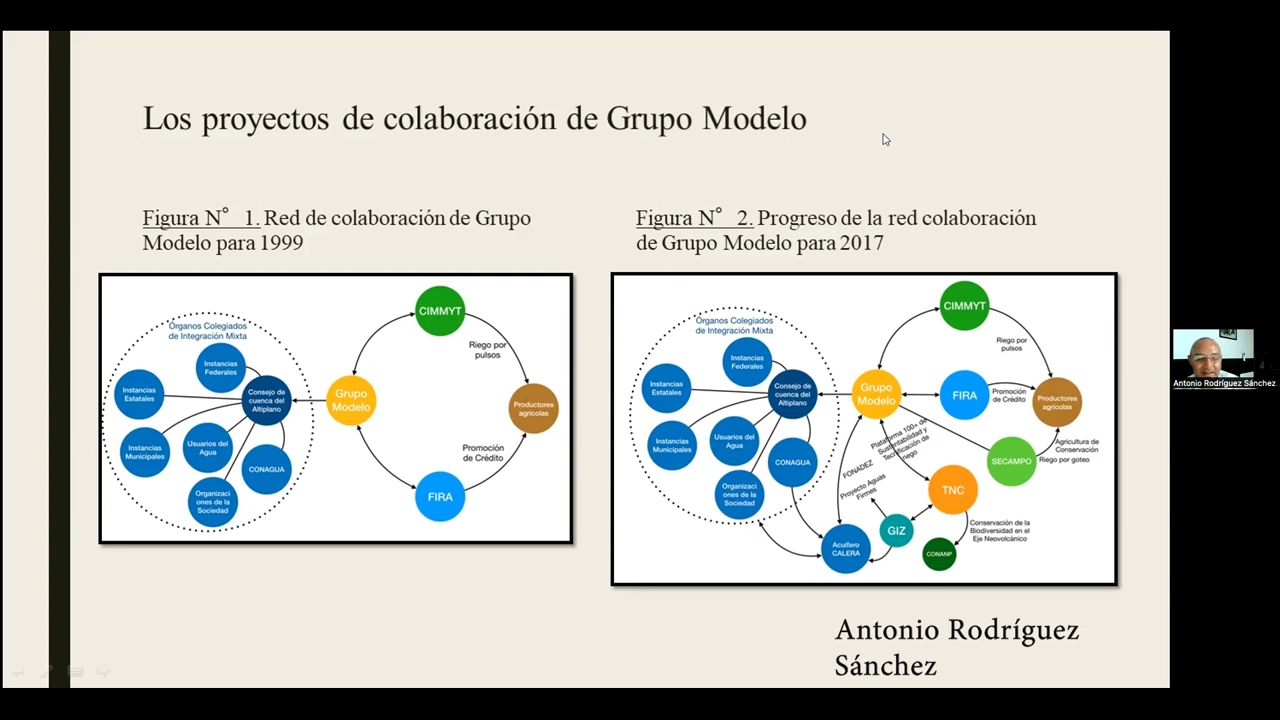 Los proyectos de colaboración de Grupo Modelo
Figura N° 1. Red de colaboración de Grupo
Modelo para 1999
Órganos Colegiados
de Integración Mixta
Instancias
Federales
Instancias
Estatales
Consejo de
cuenca del
Altiplano
Instancias
Municipales
Usuarios del
Agua
CONAGUA
Organizaci
ones de la
Sociedad
Grupo
Modelo
CIMMYT
Riego por
pulsos
Productores
agrícolas
Promoción
de Crédito
FIRA
Figura N° 2. Progreso de la red colaboración
de Grupo Modelo para 2017
Órganos Colegiados
de Integración Mixta
Instancias
Federales
Instancias
Estatales
Consejo de
cuenca del
Altiplano
Instancias
Municipales
Usuarios del
Agua
CONAGUA
Organizaci
ones de la
Sociedad
Grupo
Modelo
CIMMYT
Riego por
pulsos
FIRA
Promoción
de Crédito
Productores
agrícolas
Agricultura de
Conservación
SECAMPO
Riego por goteo
Plataforma 100+ de
Sustentabilidad y
Tecnificación de
riego
FONADEZ
Proyecto Aguas
Firmes
TNC
GIZ
Conservación de la
Biodiversidad en el
Eje Neovolcánico
CONANP
Acuífero
CALERA
Antonio Rodríguez
Sánchez
Antonio Rodríguez Sánchez